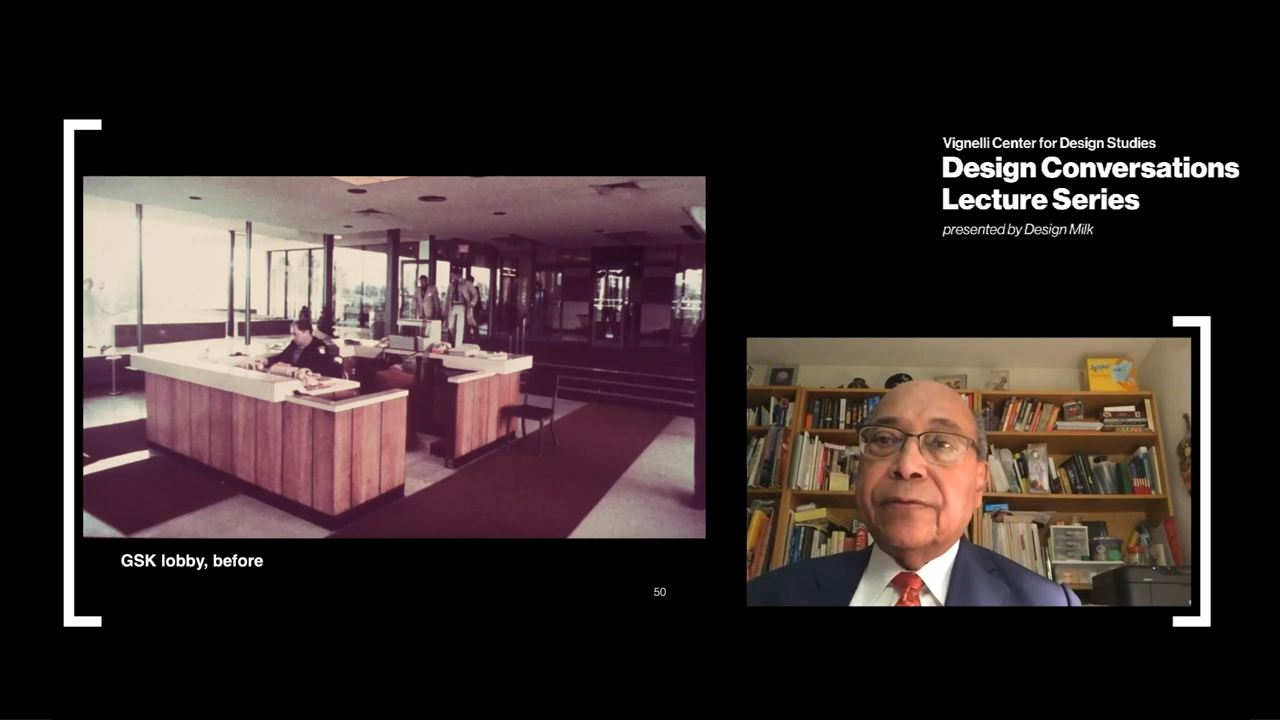 Vignelli Center for Design Studies
Design Conversations
Lecture Series
presented by Design Milk
GSK lobby, before
50